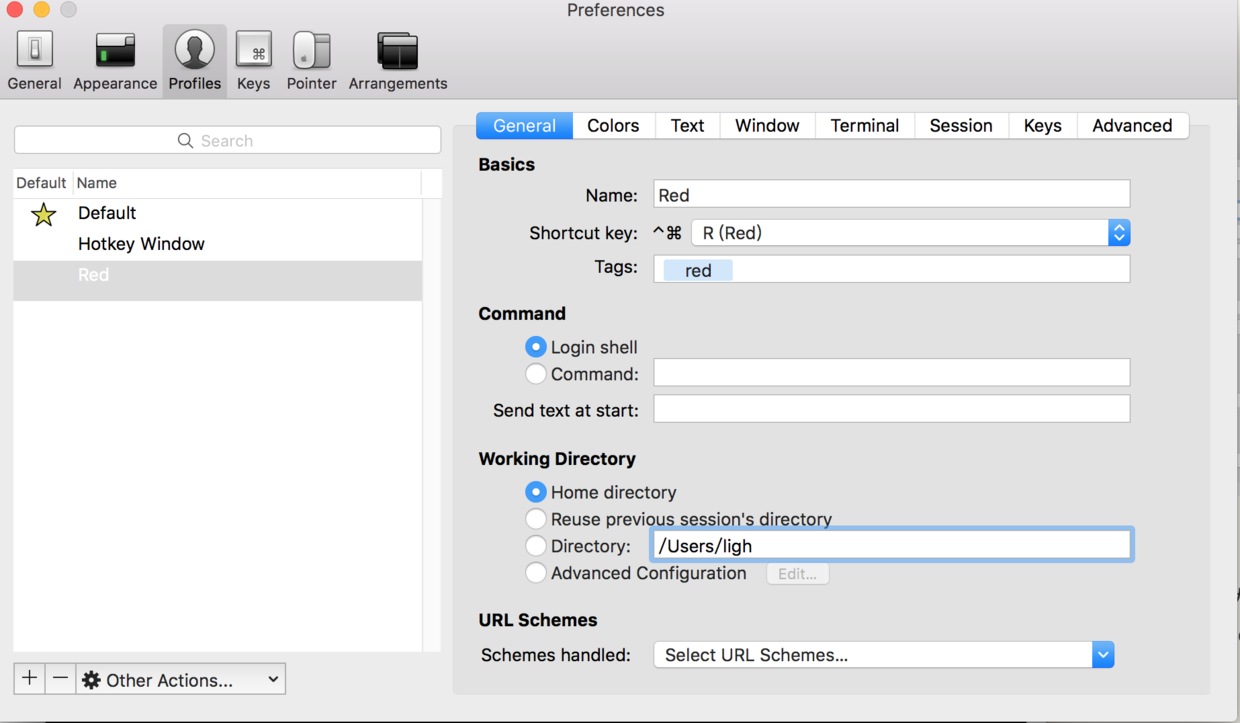 Preferences
General Appearance Profiles Keys Pointer Arrangements
Search
Default Name
Default
Hotkey Window
Red
+ − Other Actions...
General Colors Text Window Terminal Session Keys Advanced
Basics
Name: Red
Shortcut key: ^⌘ R (Red)
Tags: red
Command
Login shell
Command:
Send text at start:
Working Directory
Home directory
Reuse previous session's directory
Directory: /Users/ligh
Advanced Configuration Edit...
URL Schemes
Schemes handled: Select URL Schemes...